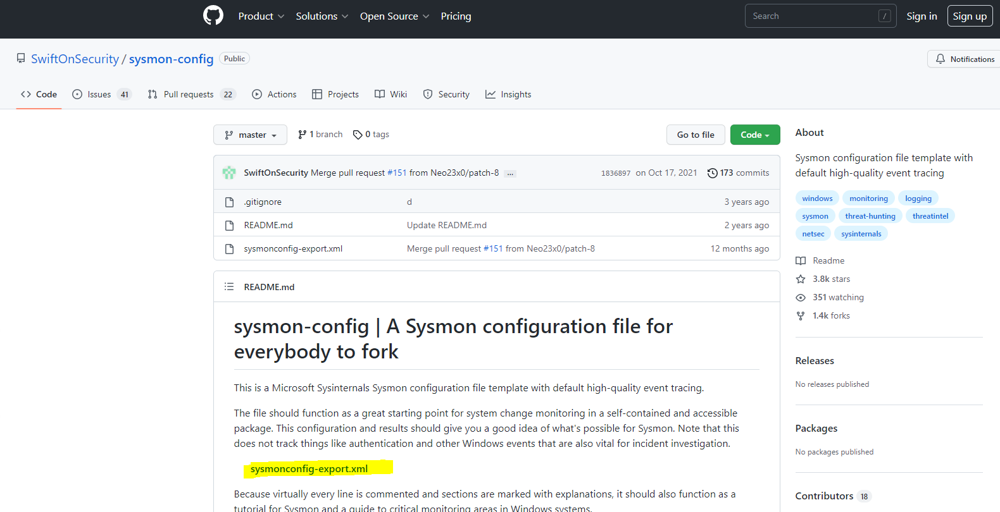 Product Solutions Open Source Pricing Search / Sign in Sign up
SwiftOnSecurity / sysmon-config Public Notifications
Code Issues 41 Pull requests 22 Actions Projects Wiki Security Insights
master 1 branch 0 tags Go to file Code
SwiftOnSecurity Merge pull request #151 from Neo23x0/patch-8 ... 1836897 on Oct 17, 2021 173 commits
.gitignore d 3 years ago
README.md Update README.md 2 years ago
sysmonconfig-export.xml Merge pull request #151 from Neo23x0/patch-8 12 months ago
README.md
sysmon-config | A Sysmon configuration file for
everybody to fork
This is a Microsoft Sysinternals Sysmon configuration file template with default high-quality event tracing.
The file should function as a great starting point for system change monitoring in a self-contained and accessible
package. This configuration and results should give you a good idea of what's possible for Sysmon. Note that this
does not track things like authentication and other Windows events that are also vital for incident investigation.
sysmonconfig-export.xml
Because virtually every line is commented and sections are marked with explanations, it should also function as a
tutorial for Sysmon and a guide to critical monitoring areas in Windows systems.
About
Sysmon configuration file template with
default high-quality event tracing
windows monitoring logging
sysmon threat-hunting threatintel
netsec sysinternals
Readme
3.8k stars
351 watching
1.4k forks
Releases
No releases published
Packages
No packages published
Contributors 18